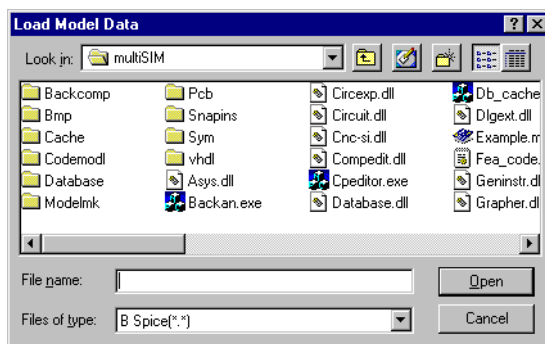 Load Model Data
Look in: multiSIM
Backcomp Pcb Circexp.dll Db_cache
Bmp Snapins Circuit.dll Dlgext.dll
Cache Sym Cnc-si.dll Example.m
Codemodl vhdl Compedit.dll Fea_code.
Database Asys.dll Cpeditor.exe Geninstr.dl
Modelmk Backan.exe Database.dll Grapher.dl
File name: Open
Files of type: B Spice(*.*) Cancel